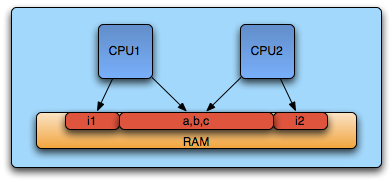 CPU1 CPU2
i1 a,b,c i2
RAM